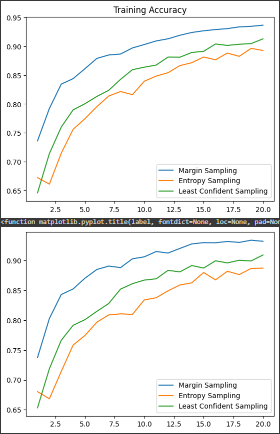 Training Accuracy
0.95
0.90
0.85
0.80
0.75
0.70
0.65
Margin Sampling
Entropy Sampling
Least Confident Sampling
2.5 5.0 7.5 10.0 12.5 15.0 17.5 20.0
<function matplotlib.pyplot.title(label, fontdict=None, loc=None, pad=Non
0.90
0.85
0.80
0.75
0.70
0.65
Margin Sampling
Entropy Sampling
Least Confident Sampling
2.5 5.0 7.5 10.0 12.5 15.0 17.5 20.0